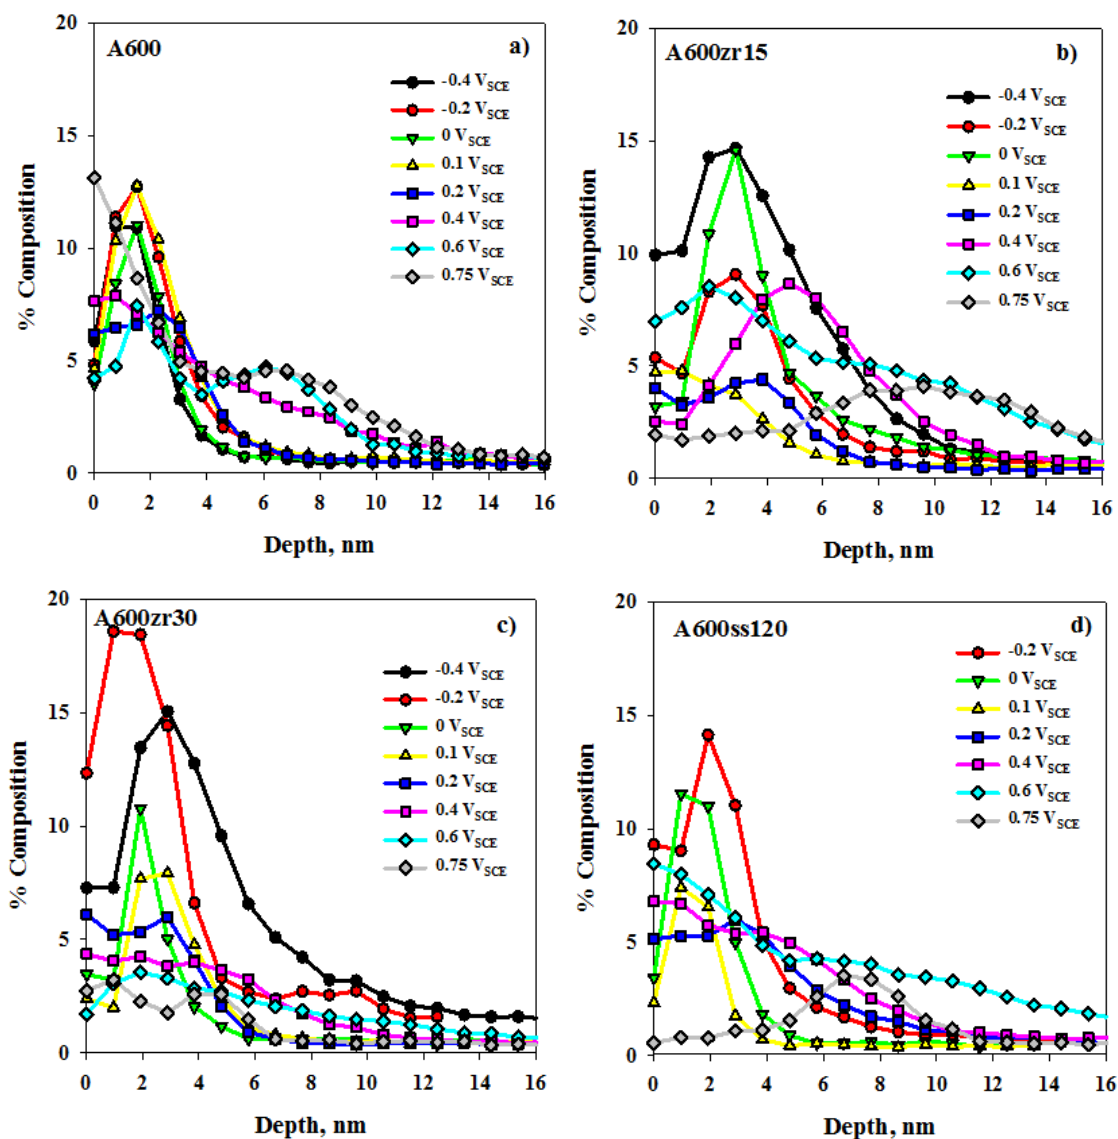 A600
a)
20
15
10
5
0
% Composition
-0.4 VSCE
-0.2 VSCE
0 VSCE
0.1 VSCE
0.2 VSCE
0.4 VSCE
0.6 VSCE
0.75 VSCE
0 2 4 6 8 10 12 14 16
Depth, nm
A600zr15
b)
20
15
10
5
0
% Composition
-0.4 VSCE
-0.2 VSCE
0 VSCE
0.1 VSCE
0.2 VSCE
0.4 VSCE
0.6 VSCE
0.75 VSCE
0 2 4 6 8 10 12 14 16
Depth, nm
A600zr30
c)
20
15
10
5
0
% Composition
-0.4 VSCE
-0.2 VSCE
0 VSCE
0.1 VSCE
0.2 VSCE
0.4 VSCE
0.6 VSCE
0.75 VSCE
0 2 4 6 8 10 12 14 16
Depth, nm
A600ss120
d)
20
15
10
5
0
% Composition
-0.2 VSCE
0 VSCE
0.1 VSCE
0.2 VSCE
0.4 VSCE
0.6 VSCE
0.75 VSCE
0 2 4 6 8 10 12 14 16
Depth, nm